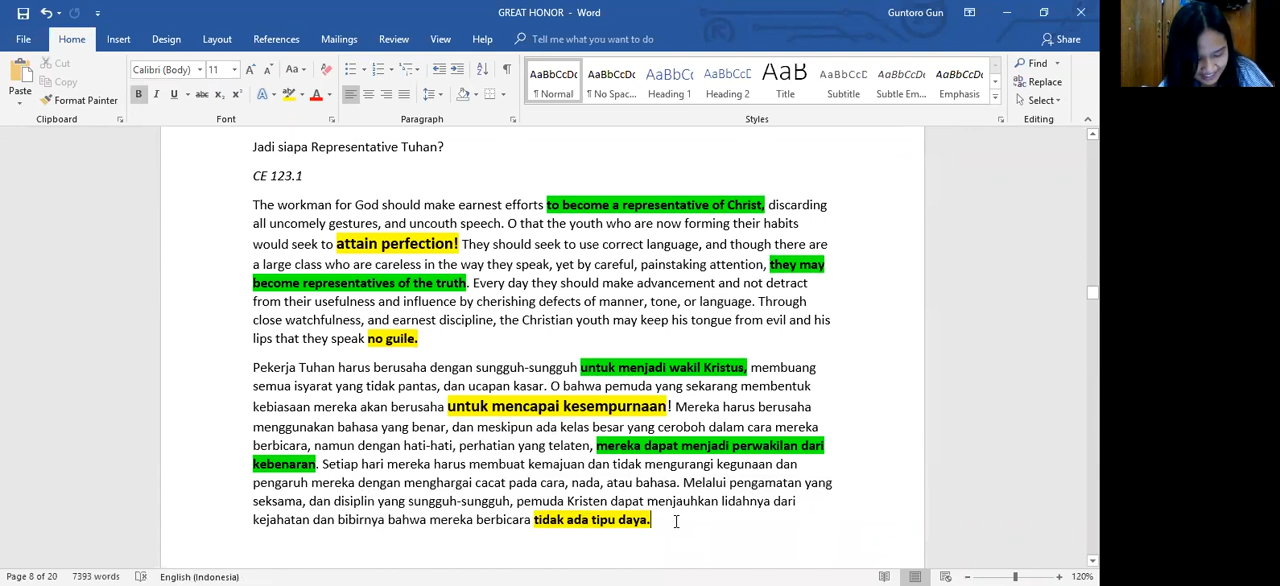 GREAT HONOR - Word
Guntoro Gun
File Home Insert Design Layout References Mailings Review View Help Tell me what you want to do Share
Paste
Cut
Copy
Format Painter
Clipboard
Calibri (Body) 11
Font
Paragraph
AaBbCcDc AaBbCcDc AaBbCc AaBbCcD AaB AaBbCcD AaBbCcDc AaBbCcDc
¶ Normal ¶ No Spac... Heading 1 Heading 2 Title Subtitle Subtle Em... Emphasis
Styles
Find
Replace
Select
Editing
Jadi siapa Representative Tuhan?
CE 123.1
The workman for God should make earnest efforts to become a representative of Christ, discarding
all uncomely gestures, and uncouth speech. O that the youth who are now forming their habits
would seek to attain perfection! They should seek to use correct language, and though there are
a large class who are careless in the way they speak, yet by careful, painstaking attention, they may
become representatives of the truth. Every day they should make advancement and not detract
from their usefulness and influence by cherishing defects of manner, tone, or language. Through
close watchfulness, and earnest discipline, the Christian youth may keep his tongue from evil and his
lips that they speak no guile.
Pekerja Tuhan harus berusaha dengan sungguh-sungguh untuk menjadi wakil Kristus, membuang
semua isyarat yang tidak pantas, dan ucapan kasar. O bahwa pemuda yang sekarang membentuk
kebiasaan mereka akan berusaha untuk mencapai kesempurnaan! Mereka harus berusaha
menggunakan bahasa yang benar, dan meskipun ada kelas besar yang ceroboh dalam cara mereka
berbicara, namun dengan hati-hati, perhatian yang telaten, mereka dapat menjadi perwakilan dari
kebenaran. Setiap hari mereka harus membuat kemajuan dan tidak mengurangi kegunaan dan
pengaruh mereka dengan menghargai cacat pada cara, nada, atau bahasa. Melalui pengamatan yang
seksama, dan disiplin yang sungguh-sungguh, pemuda Kristen dapat menjauhkan lidahnya dari
kejahatan dan bibirnya bahwa mereka berbicara tidak ada tipu daya.
Page 8 of 20 7393 words English (Indonesia) 120%